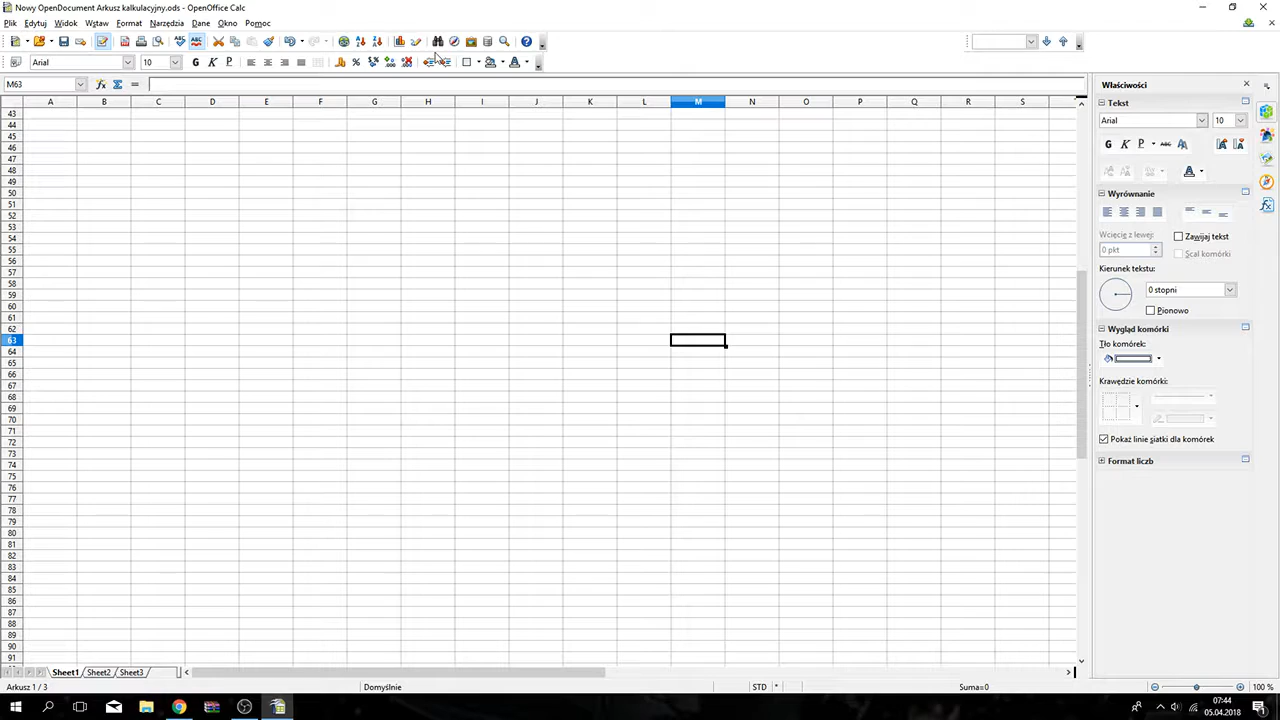 Nowy OpenDocument Arkusz kalkulacyjny.ods - OpenOffice Calc
Plik Edytuj Widok Wstaw Format Narzędzia Dane Okno Pomoc
Arial 10 G K P
M63
Właściwości
Tekst
A B C D E F G H I J K L M N O P Q R S
Arial 10
G K P ABC
Wyrównanie
Wcięcie z lewej: Zawijaj tekst
0 pkt Scal komórki
Kierunek tekstu:
0 stopni
Pionowo
Wygląd komórki
Tło komórek:
Krawędzie komórki:
Pokaż linie siatki dla komórek
Format liczb
43
44
45
46
47
48
49
50
51
52
53
54
55
56
57
58
59
60
61
62
63
64
65
66
67
68
69
70
71
72
73
74
75
76
77
78
79
80
81
82
83
84
85
86
87
88
89
90
91
Sheet1 Sheet2 Sheet3
Arkusz 1 / 3 Domyślnie STD * Suma=0 100 %
07:44
05.04.2018